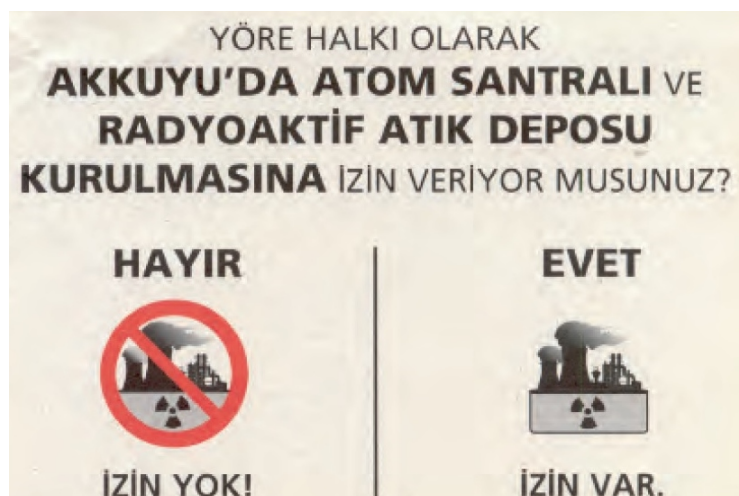 YÖRE HALKI OLARAK
AKKUYU'DA ATOM SANTRALI VE
RADYOAKTİF ATIK DEPOSU
KURULMASINA İZİN VERİYOR MUSUNUZ?
HAYIR
EVET
İZİN YOK!
İZİN VAR.